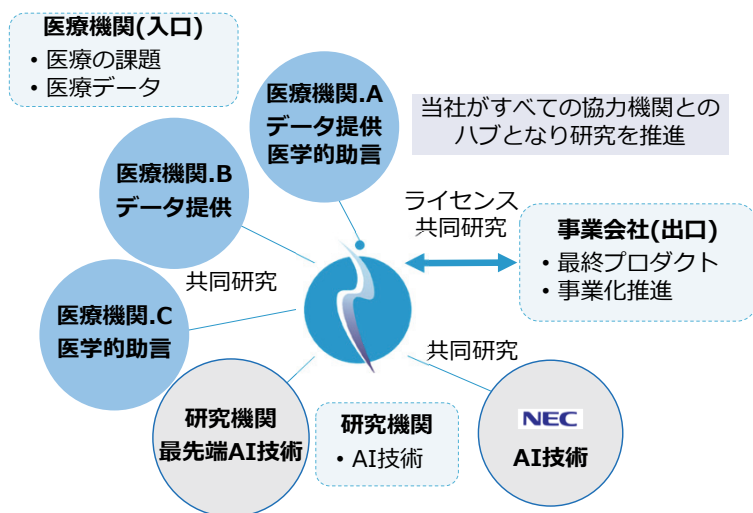 医療機関(入口)
• 医療の課題
• 医療データ
医療機関.A
データ提供
医学的助言
当社がすべての協力機関との
ハブとなり研究を推進
医療機関.B
データ提供
ライセンス
共同研究
事業会社(出口)
• 最終プロダクト
• 事業化推進
共同研究
医療機関.C
医学的助言
共同研究
研究機関
最先端AI技術
研究機関
• AI技術
NEC
AI技術